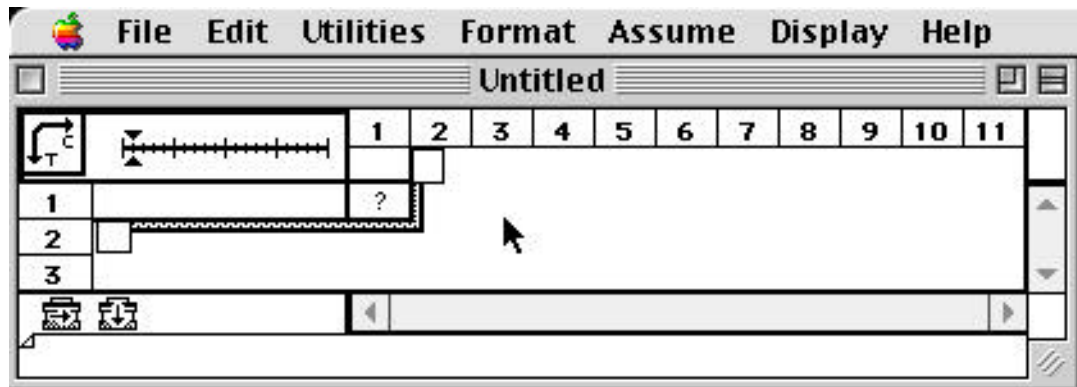 File Edit Utilities Format Assume Display Help
Untitled
T C 1 2 3 4 5 6 7 8 9 10 11
1 ?
2
3